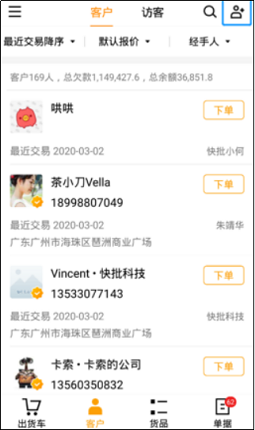 客户 访客
最近交易降序 默认报价 经手人
客户169人，总欠款1,149,427.6，总余额36,851.8
哄哄 下单
最近交易 2020-03-02 快批小何
茶小刀Vella 下单
18998807049
最近交易 2020-03-02 朱靖华
广东广州市海珠区琶洲商业广场
Vincent·快批科技 下单
13533077143
最近交易 2020-03-02 快批科技
广东广州市海珠区琶洲商业广场
卡索·卡索的公司 下单
13560350832
62
出货车 客户 货品 单据